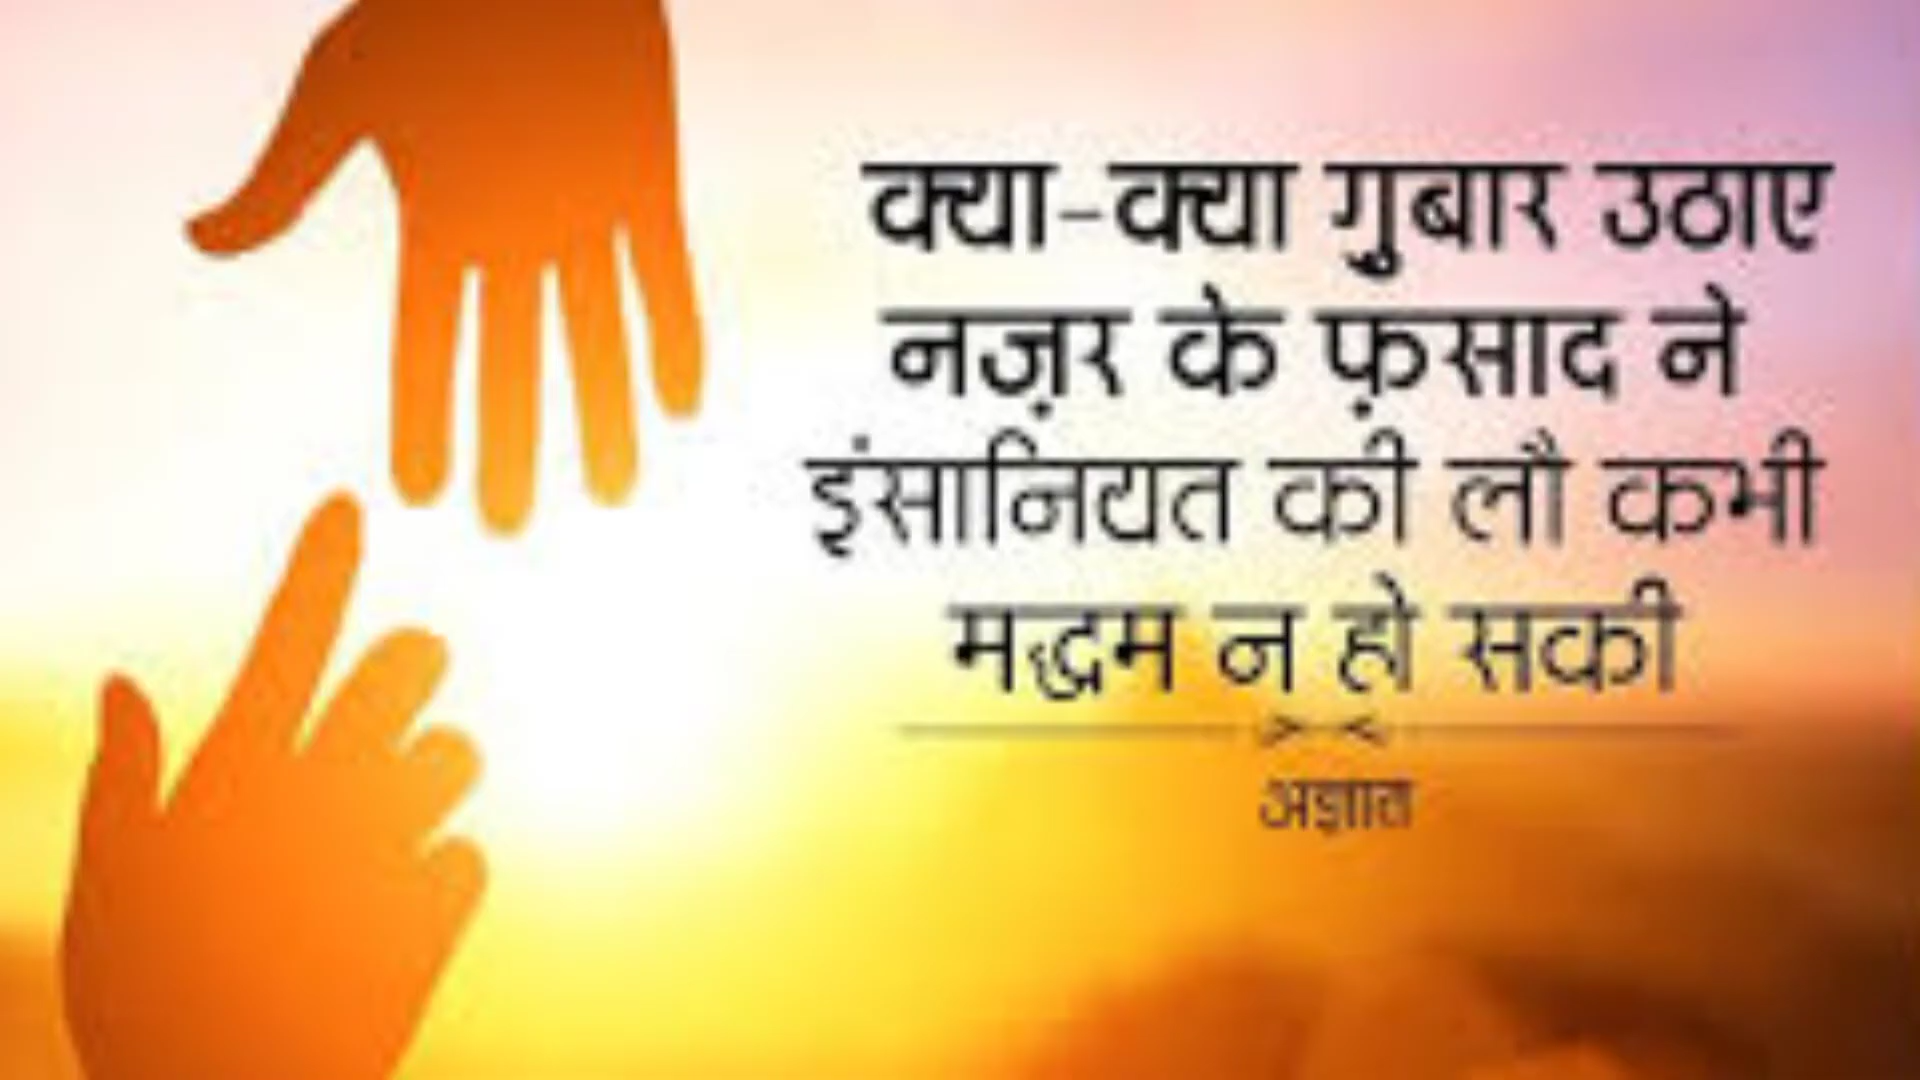 क्या-क्या गुबार उठाए
नज़र के फ़साद ने
इंसानियत की लौ कभी
मद्धम न हो सकी
अज्ञात